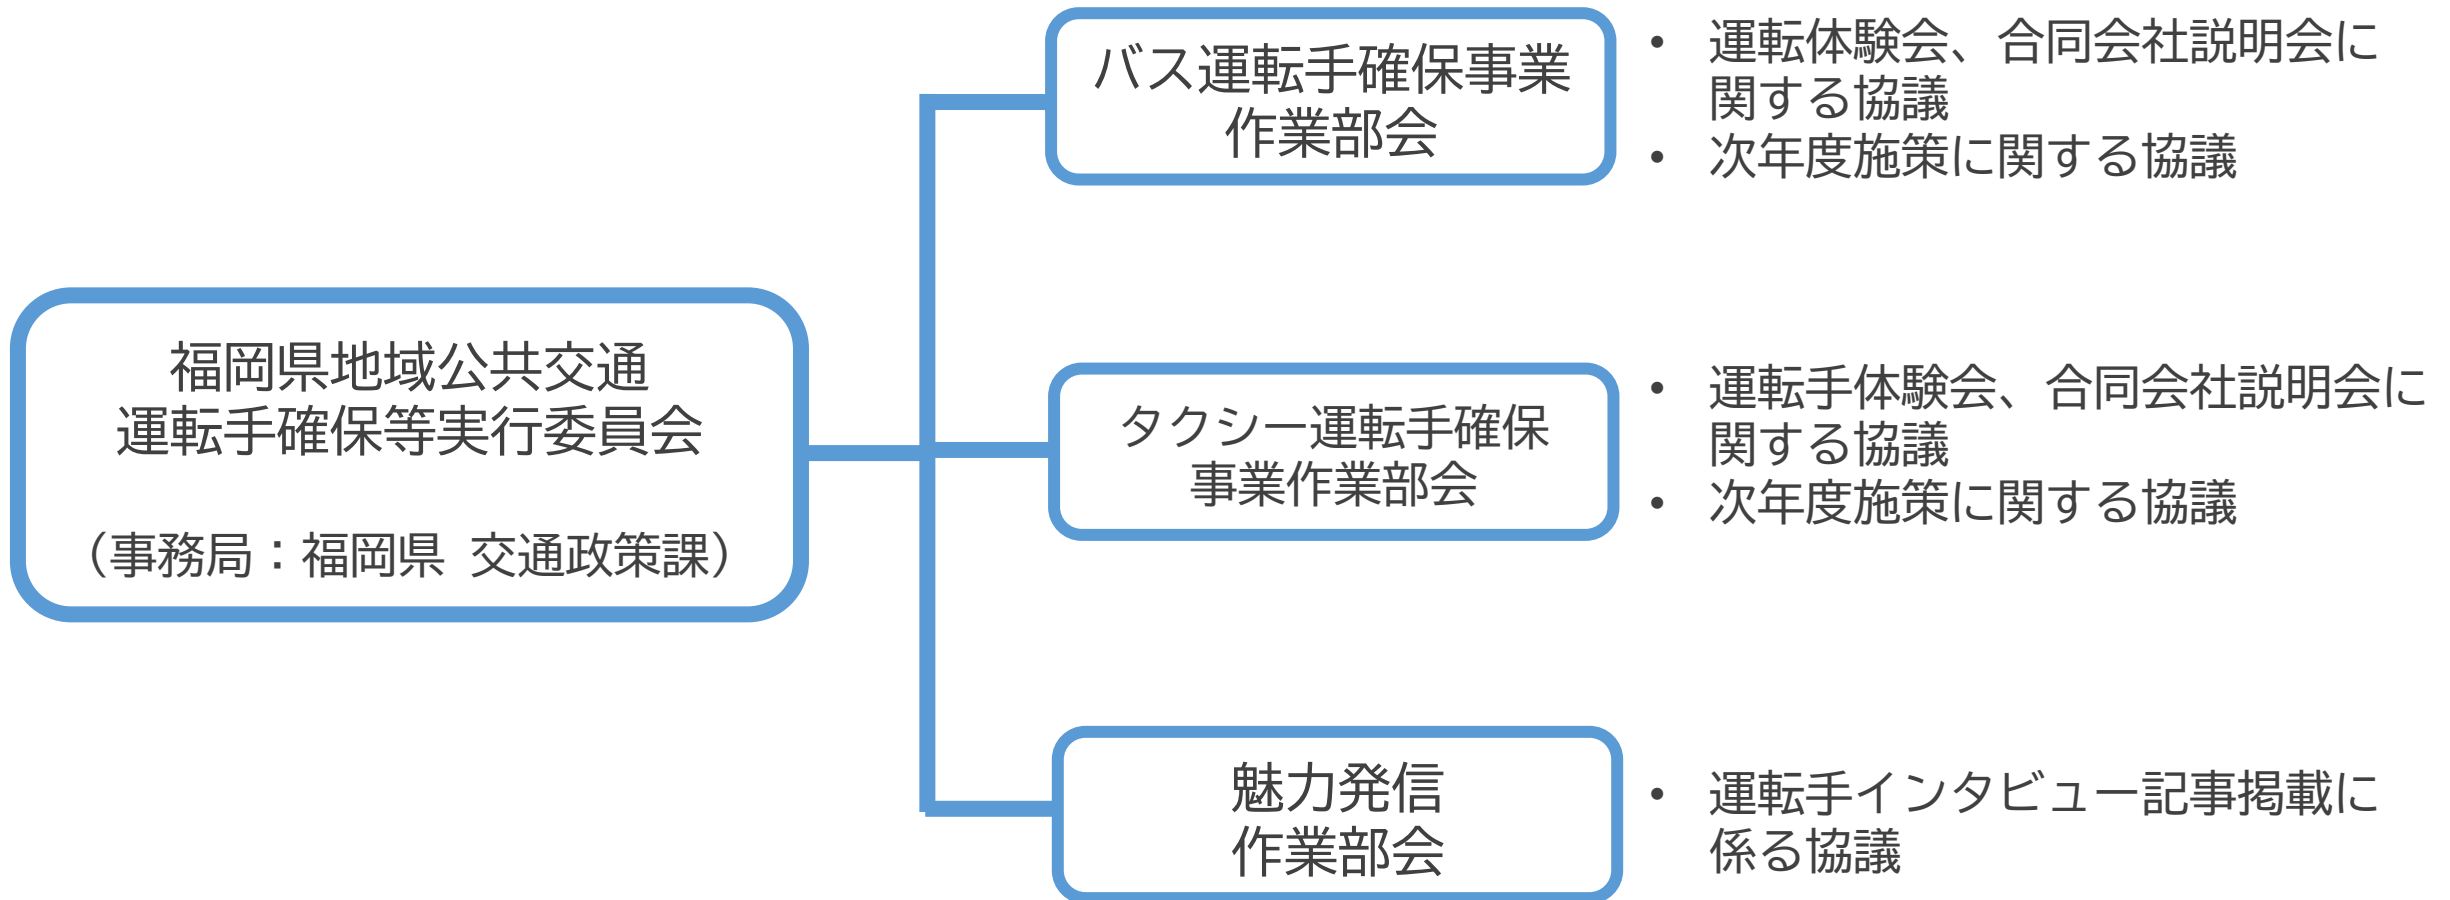 福岡県地域公共交通
運転手確保等実行委員会
（事務局：福岡県 交通政策課）
バス運転手確保事業
作業部会
• 運転体験会、合同会社説明会に
関する協議
• 次年度施策に関する協議
タクシー運転手確保
事業作業部会
• 運転手体験会、合同会社説明会に
関する協議
• 次年度施策に関する協議
魅力発信
作業部会
• 運転手インタビュー記事掲載に
係る協議